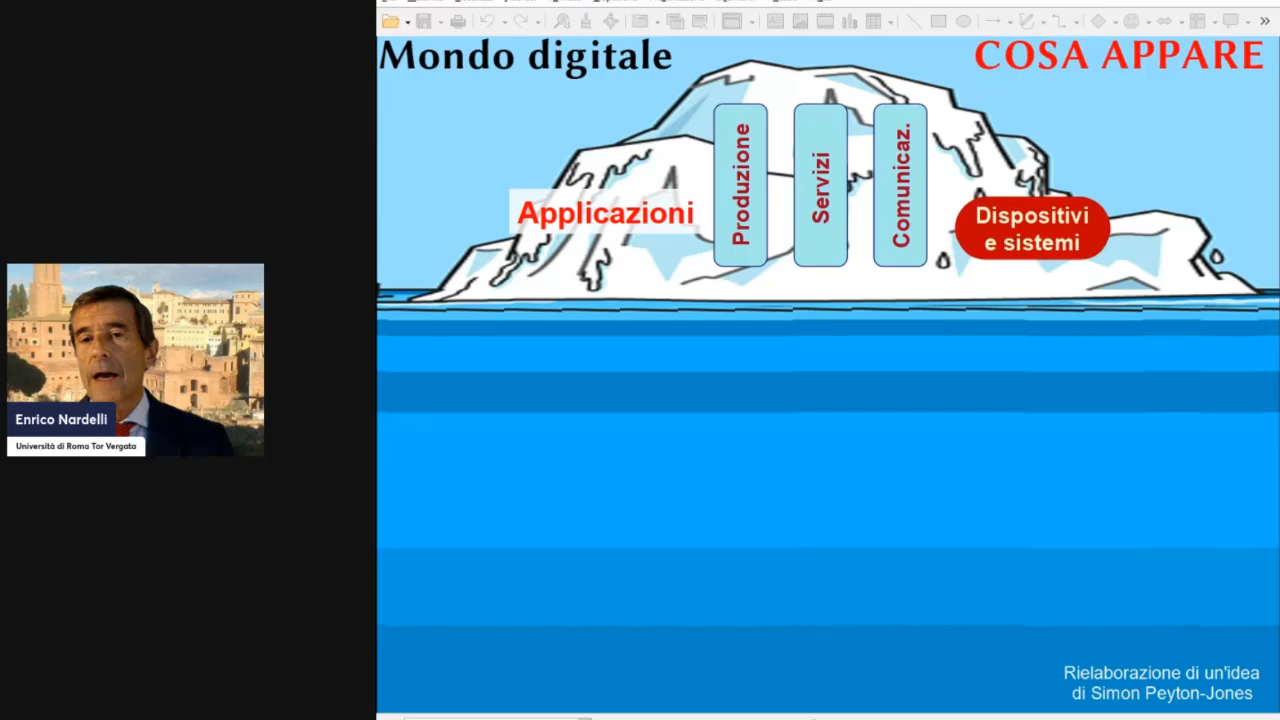 Mondo digitale
COSA APPARE
Applicazioni
Produzione
Servizi
Comunicaz.
Dispositivi
e sistemi
Enrico Nardelli
Università di Roma Tor Vergata
Rielaborazione di un'idea
di Simon Peyton-Jones